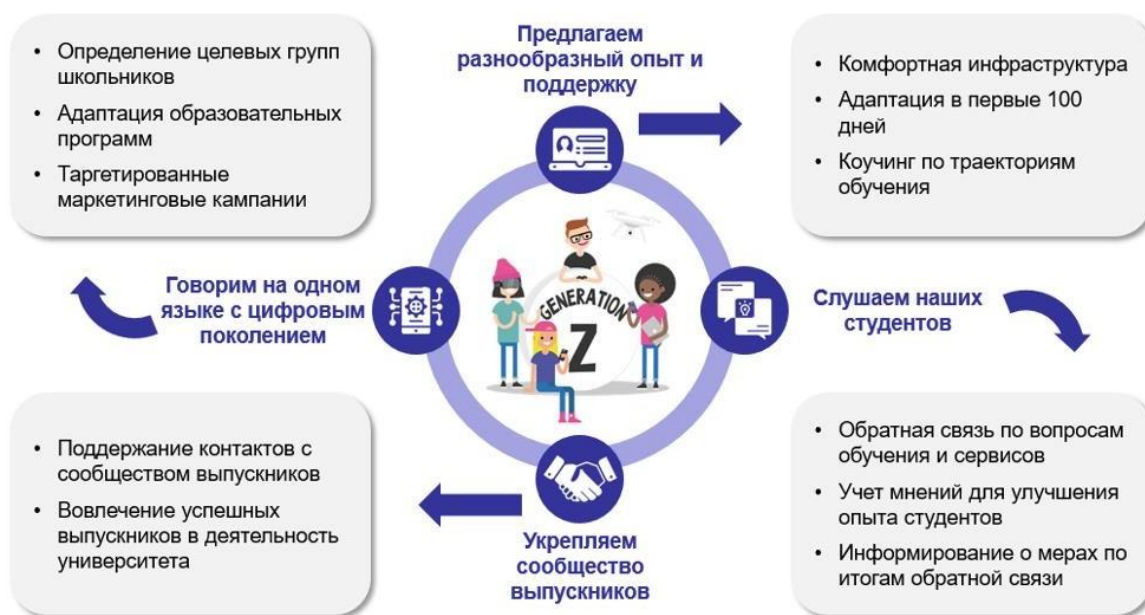 • Определение целевых групп
школьников
• Адаптация образовательных
программ
• Таргетированные
маркетинговые кампании
Предлагаем
разнообразный опыт и
поддержку
• Комфортная инфраструктура
• Адаптация в первые 100
дней
• Коучинг по траекториям
обучения
Говорим на одном
языке с цифровым
поколением
GENERATION
Z
Слушаем наших
студентов
• Поддержание контактов с
сообществом выпускников
• Вовлечение успешных
выпускников в деятельность
университета
Укрепляем
сообщество
выпускников
• Обратная связь по вопросам
обучения и сервисов
• Учет мнений для улучшения
опыта студентов
• Информирование о мерах по
итогам обратной связи